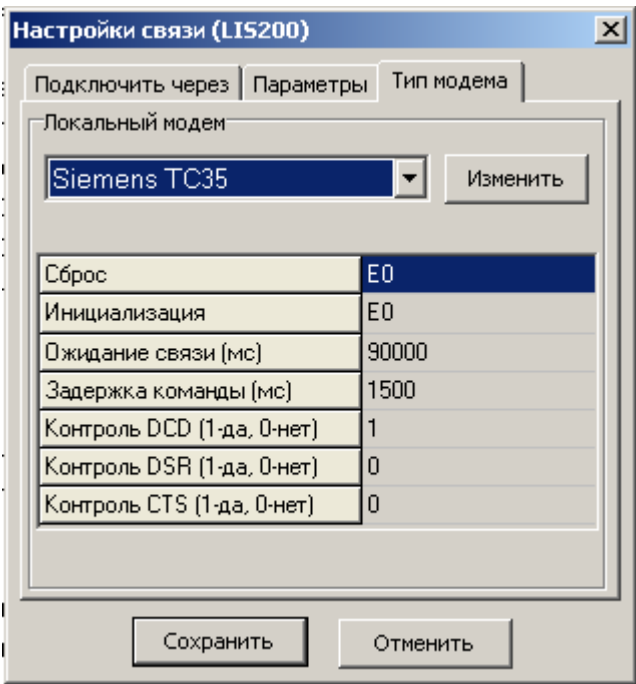 Настройки связи (LIS200)
Подключить через Параметры Тип модема
Локальный модем
Siemens TC35 Изменить
Сброс E0
Инициализация E0
Ожидание связи (мс) 90000
Задержка команды (мс) 1500
Контроль DCD (1-да, 0-нет) 1
Контроль DSR (1-да, 0-нет) 0
Контроль CTS (1-да, 0-нет) 0
Сохранить Отменить